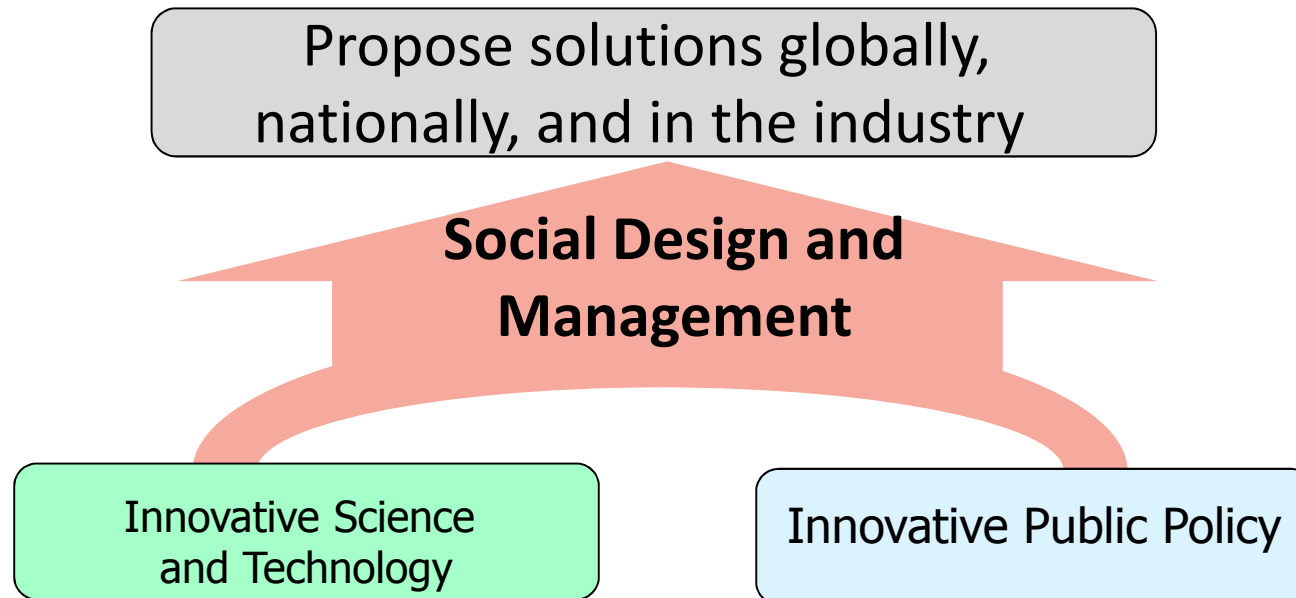 Propose solutions globally,
nationally, and in the industry
Social Design and
Management
Innovative Science
and Technology
Innovative Public Policy